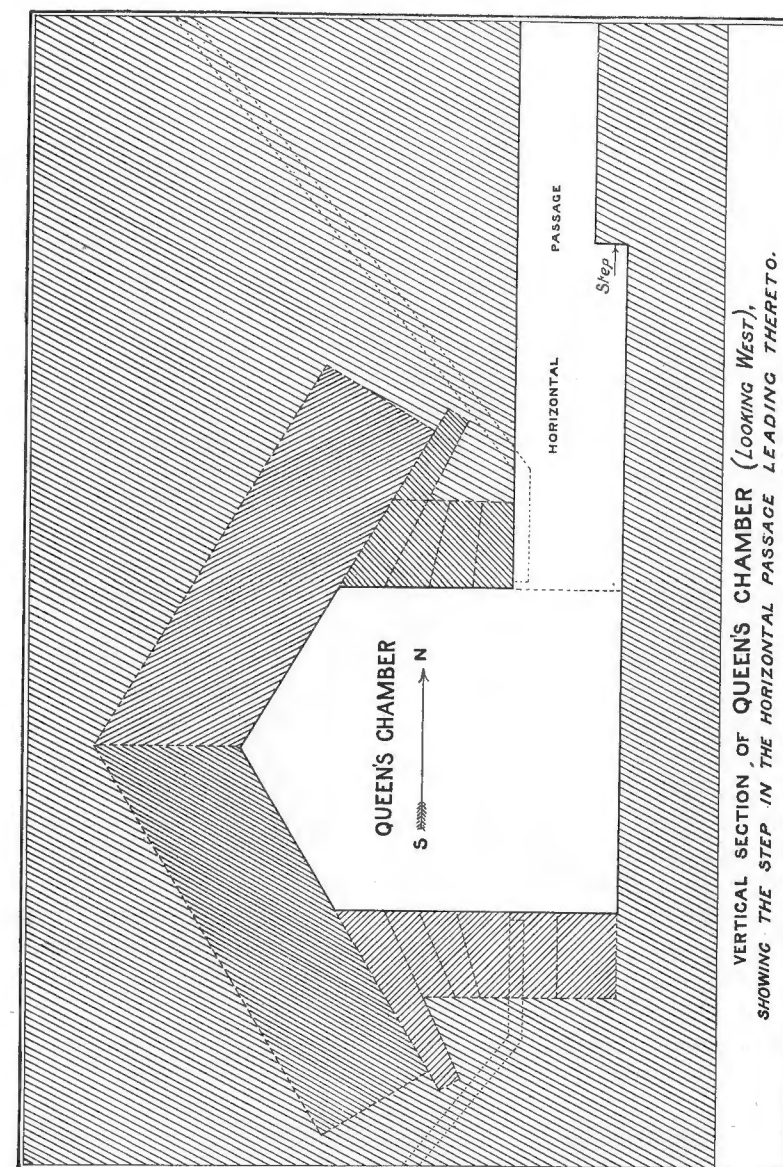 QUEEN'S CHAMBER
S N
HORIZONTAL PASSAGE
Step
VERTICAL SECTION, OF QUEEN'S CHAMBER (LOOKING WEST),
SHOWING THE STEP IN THE HORIZONTAL PASSAGE LEADING THERETO.